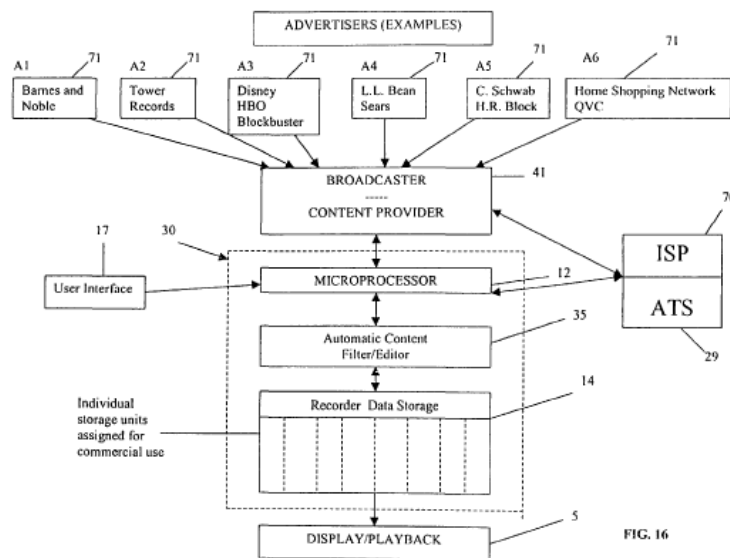 ADVERTISERS (EXAMPLES)
A1
71
A2
71
A3
71
A4
71
A5
71
A6
71
Barnes and
Noble
Tower
Records
Disney
HBO
Blockbuster
L.L. Bean
Sears
C. Schwab
H.R. Block
Home Shopping Network
QVC
BROADCASTER
-----
CONTENT PROVIDER
41
17
30
70
User Interface
MICROPROCESSOR
12
ISP
ATS
29
Automatic Content
Filter/Editor
35
Recorder Data Storage
14
Individual
storage units
assigned for
commercial use
DISPLAY/PLAYBACK
5
FIG. 16